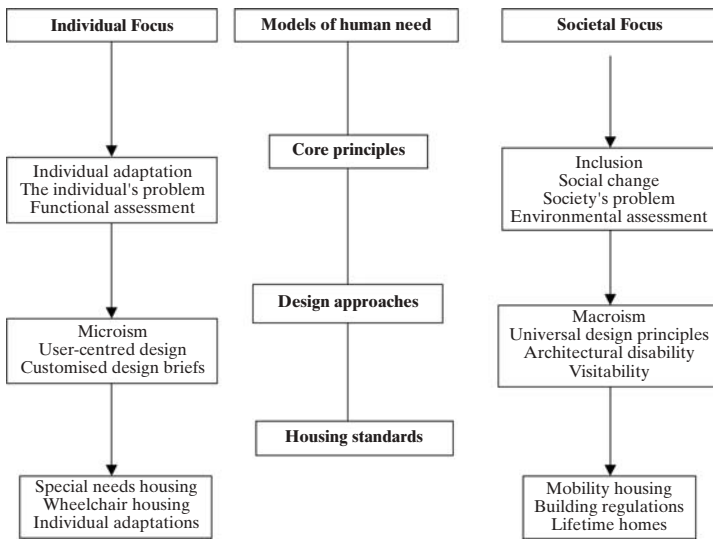 Individual Focus
Models of human need
Societal Focus
Core principles
Individual adaptation
The individual's problem
Functional assessment
Inclusion
Social change
Society's problem
Environmental assessment
Design approaches
Microism
User-centred design
Customised design briefs
Macroism
Universal design principles
Architectural disability
Visitability
Housing standards
Special needs housing
Wheelchair housing
Individual adaptations
Mobility housing
Building regulations
Lifetime homes